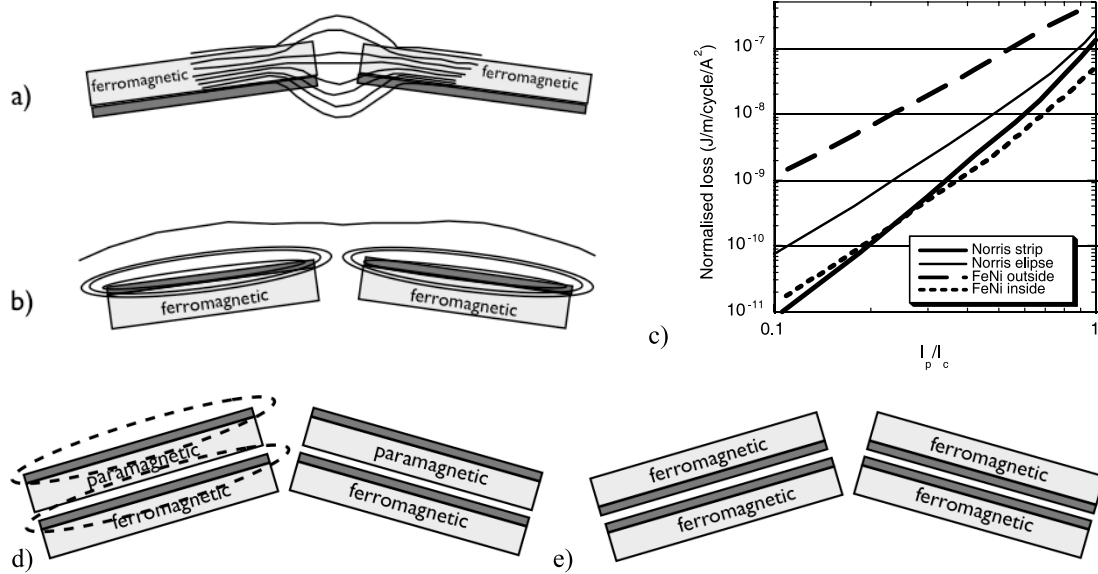 ferromagnetic
ferromagnetic
a)
ferromagnetic
ferromagnetic
b)
Normalised loss (J/m/cycle/A²)
10⁻⁷
10⁻⁸
10⁻⁹
10⁻¹⁰
10⁻¹¹
0.1
1
Norris strip
Norris elipse
FeNi outside
FeNi inside
I_p/I_c
c)
paramagnetic
ferromagnetic
paramagnetic
ferromagnetic
d)
ferromagnetic
ferromagnetic
ferromagnetic
ferromagnetic
e)